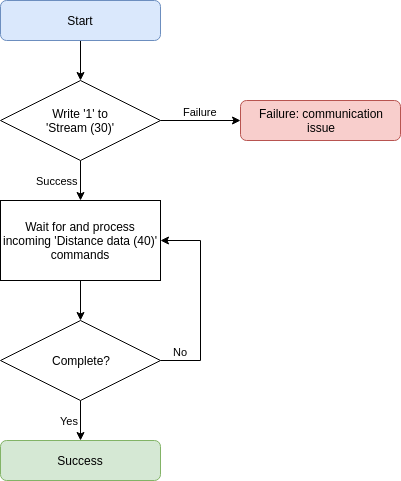 Start
Write '1' to
'Stream (30)'
Failure
Failure: communication
issue
Success
Wait for and process
incoming 'Distance data (40)'
commands
Complete?
No
Yes
Success